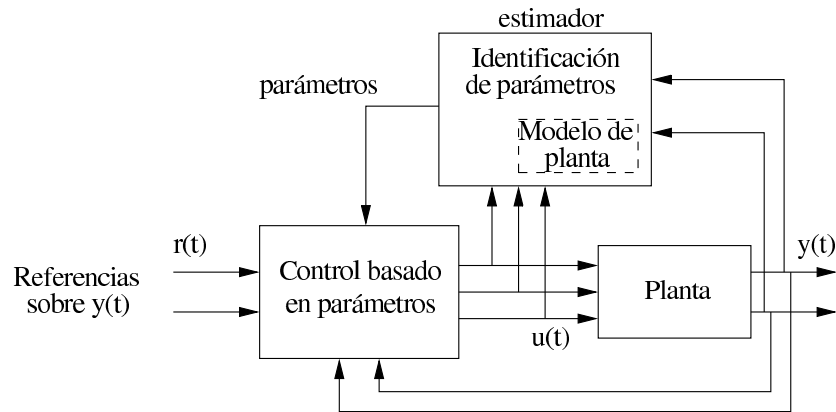 estimador
Identificación
de parámetros
parámetros
Modelo de
planta
r(t)
Control basado
en parámetros
y(t)
Referencias
sobre y(t)
Planta
u(t)